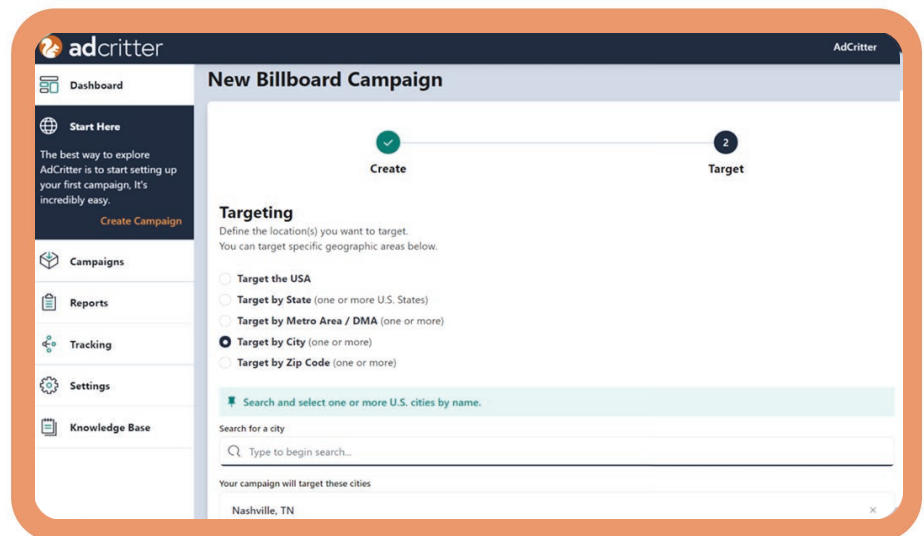 adcritter
AdCritter
Dashboard
Start Here
The best way to explore
AdCritter is to start setting up
your first campaign, It's
incredibly easy.
Create Campaign
Campaigns
Reports
Tracking
Settings
Knowledge Base
New Billboard Campaign
2
Create
Target
Targeting
Define the location(s) you want to target.
You can target specific geographic areas below.
Target the USA
Target by State (one or more U.S. States)
Target by Metro Area / DMA (one or more)
Target by City (one or more)
Target by Zip Code (one or more)
Search and select one or more U.S. cities by name.
Search for a city
Type to begin search...
Your campaign will target these cities
Nashville, TN